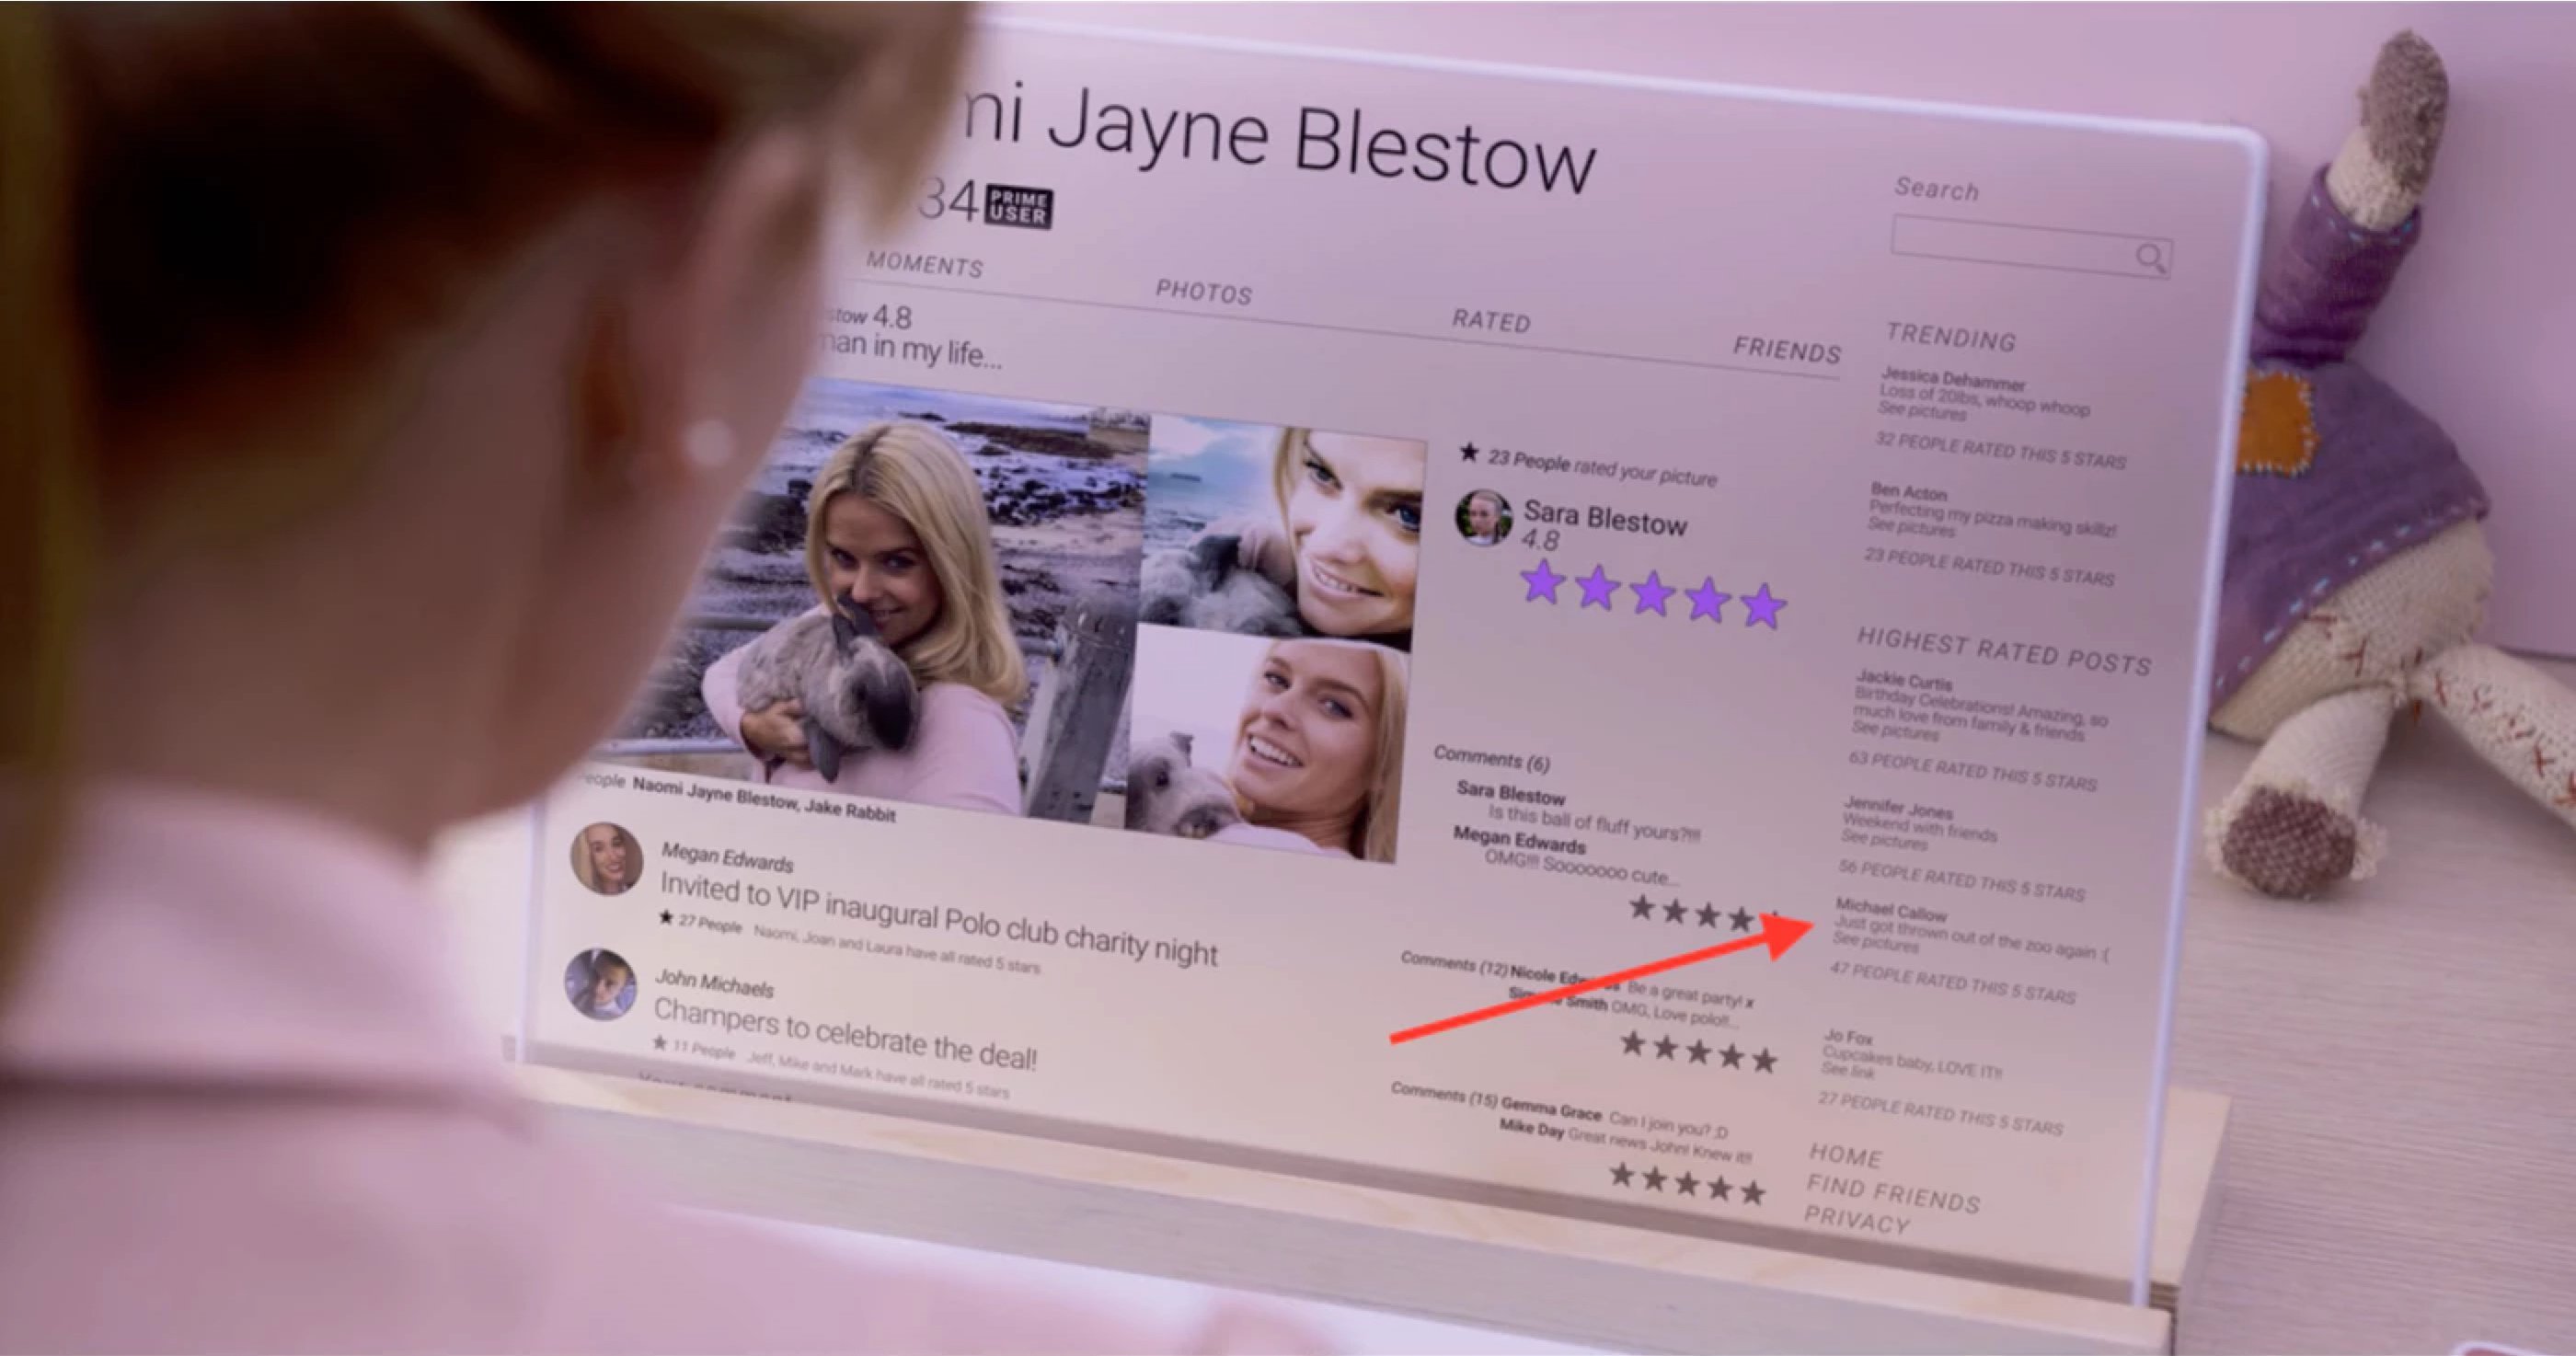 mi Jayne Blestow
34 PRIME USER
Search
MOMENTS
PHOTOS
RATED
FRIENDS
stow 4.8
man in my life...
★ 23 People rated your picture
Sara Blestow
4.8
People Naomi Jayne Blestow, Jake Rabbit
Comments (6)
Sara Blestow
Is this ball of fluff yours?!!!
Megan Edwards
OMG!!! Sooooooo cute...
Megan Edwards
Invited to VIP inaugural Polo club charity night
★ 27 People Naomi, Joan and Laura have all rated 5 stars
Comments (12) Nicole Be a great party! x
Smith OMG, Love polo!!...
John Michaels
Champers to celebrate the deal!
★ 11 People Jeff, Mike and Mark have all rated 5 stars
Comments (15) Gemma Grace Can I join you? ;D
Mike Day Great news John! Knew it!!
TRENDING
Jessica Dehammer
Loss of 20lbs, whoop whoop
See pictures
32 PEOPLE RATED THIS 5 STARS
Ben Acton
Perfecting my pizza making skillz!
See pictures
23 PEOPLE RATED THIS 5 STARS
HIGHEST RATED POSTS
Jackie Curtis
Birthday Celebrations! Amazing, so
much love from family & friends
See pictures
63 PEOPLE RATED THIS 5 STARS
Jennifer Jones
Weekend with friends
See pictures
56 PEOPLE RATED THIS 5 STARS
Michael Callow
Just got thrown out of the zoo again :(
See pictures
47 PEOPLE RATED THIS 5 STARS
Jo Fox
Cupcakes baby, LOVE IT!!
See link
27 PEOPLE RATED THIS 5 STARS
HOME
FIND FRIENDS
PRIVACY